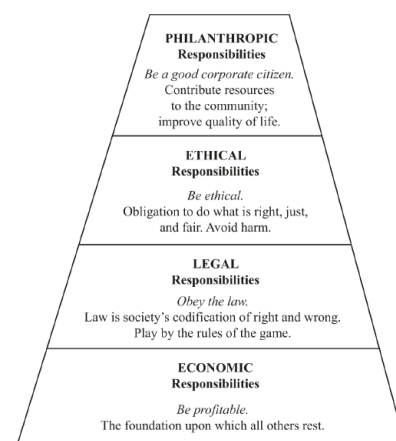 PHILANTHROPIC
Responsibilities
Be a good corporate citizen.
Contribute resources
to the community;
improve quality of life.
ETHICAL
Responsibilities
Be ethical.
Obligation to do what is right, just,
and fair. Avoid harm.
LEGAL
Responsibilities
Obey the law.
Law is society’s codification of right and wrong.
Play by the rules of the game.
ECONOMIC
Responsibilities
Be profitable.
The foundation upon which all others rest.